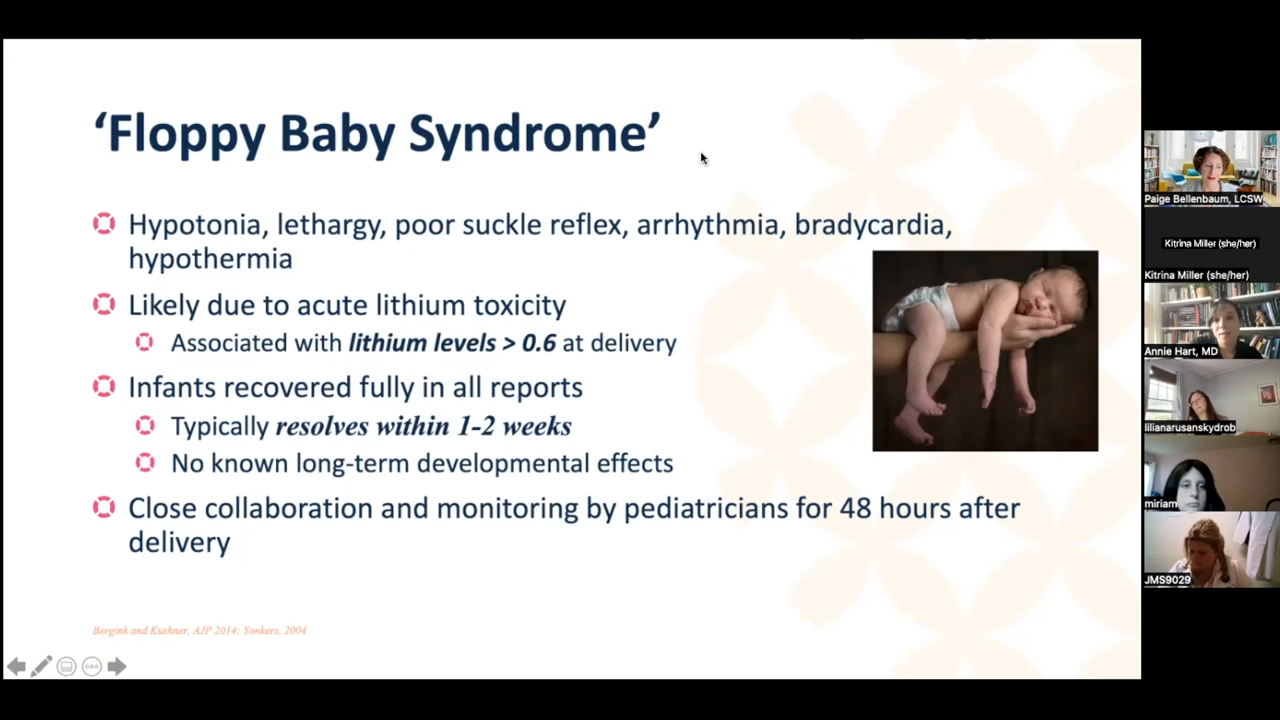 ‘Floppy Baby Syndrome’
Hypotonia, lethargy, poor suckle reflex, arrhythmia, bradycardia,
hypothermia
Likely due to acute lithium toxicity
Associated with lithium levels > 0.6 at delivery
Infants recovered fully in all reports
Typically resolves within 1-2 weeks
No known long-term developmental effects
Close collaboration and monitoring by pediatricians for 48 hours after
delivery
Bergink and Kushner, AJP 2014; Yonkers, 2004
Paige Bellenbaum, LCSW
Kitrina Miller (she/her)
Kitrina Miller (she/her)
Annie Hart, MD
lilianarusanskydrob
miriam
JMS9029